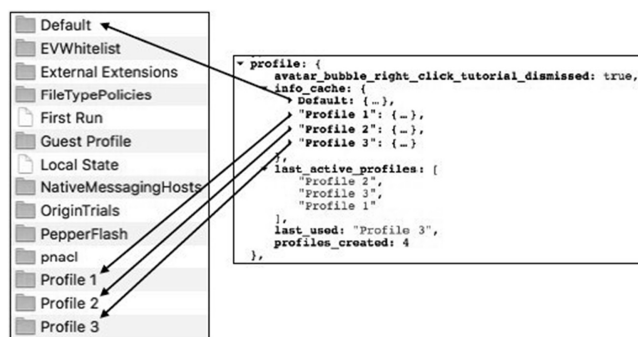 Default
EVWhitelist
External Extensions
FileTypePolicies
First Run
Guest Profile
Local State
NativeMessagingHosts
OriginTrials
PepperFlash
pnacl
Profile 1
Profile 2
Profile 3
profile: {
avatar_bubble_right_click_tutorial_dismissed: true,
info_cache: {
Default: {…},
"Profile 1": {…},
"Profile 2": {…},
"Profile 3": {…}
},
last_active_profiles: [
"Profile 2",
"Profile 3",
"Profile 1"
],
last_used: "Profile 3",
profiles_created: 4
},